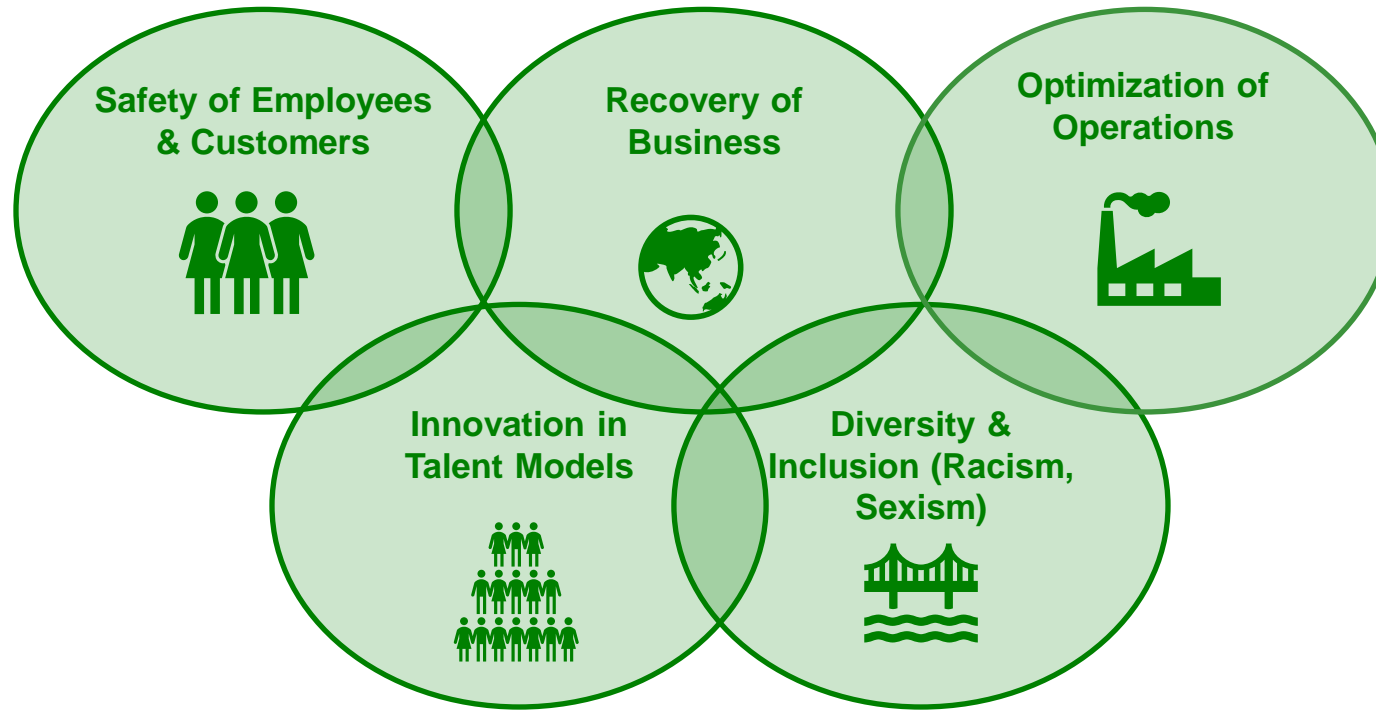 Safety of Employees
& Customers
Recovery of
Business
Optimization of
Operations
Innovation in
Talent Models
Diversity &
Inclusion (Racism,
Sexism)